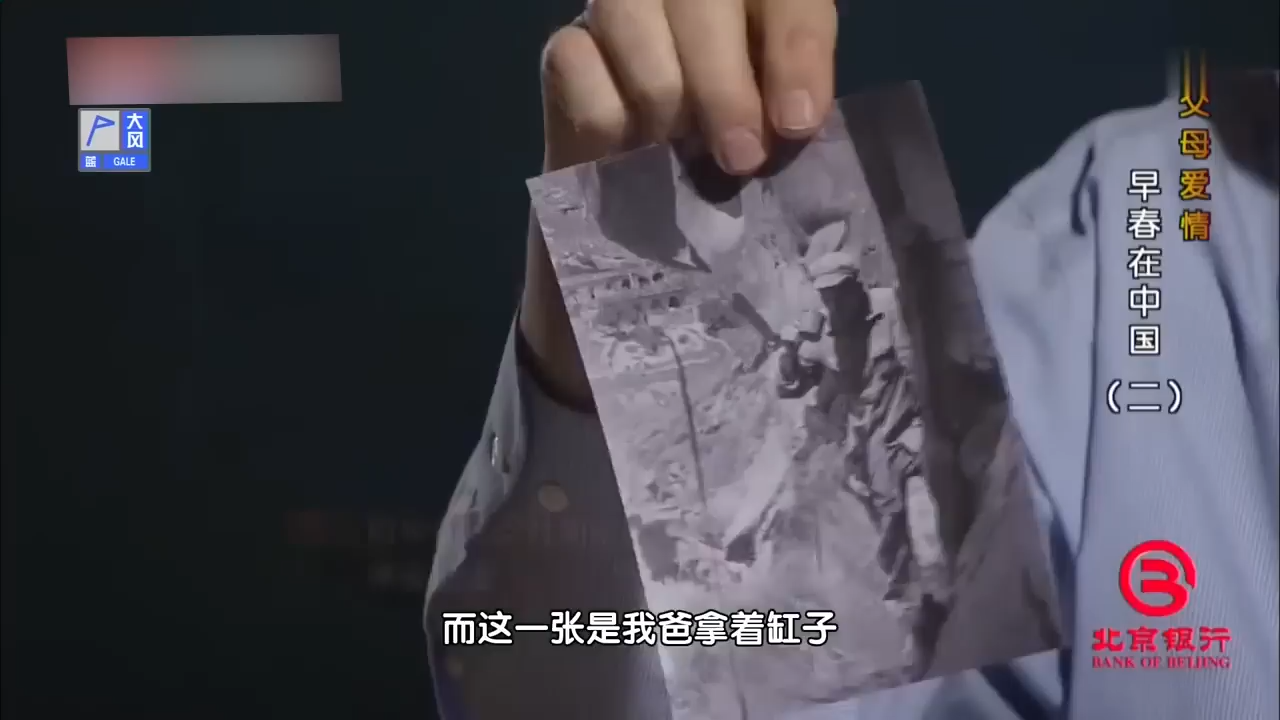 大风
蓝 GALE
父母爱情
早春在中国
（二）
而这一张是我爸拿着缸子
北京银行
BANK OF BEIJING